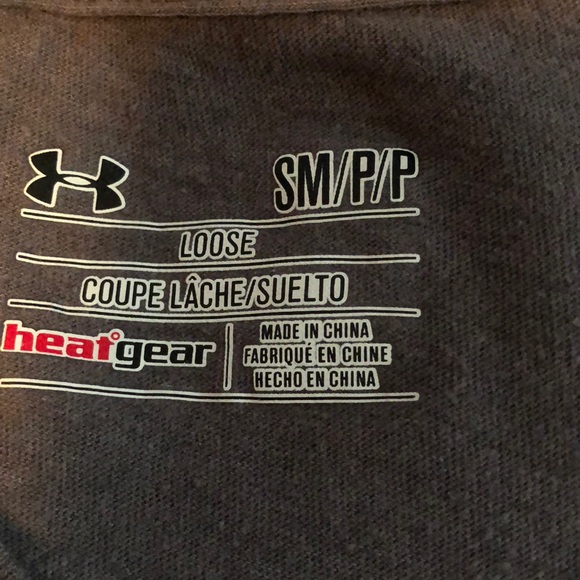 SM/P/P
LOOSE
COUPE LÂCHE/SUELTO
heatgear
MADE IN CHINA
FABRIQUÉ EN CHINE
HECHO EN CHINA